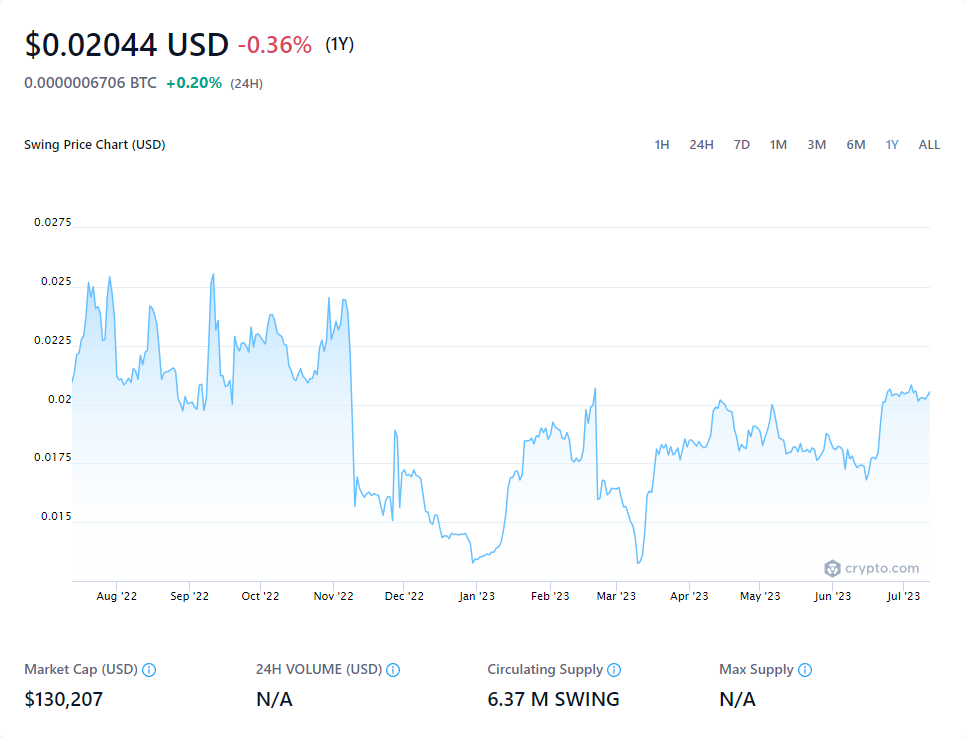 $0.02044 USD -0.36% (1Y)
0.0000006706 BTC +0.20% (24H)
Swing Price Chart (USD) 1H 24H 7D 1M 3M 6M 1Y ALL
0.0275
0.025
0.0225
0.02
0.0175
0.015
crypto.com
Aug '22 Sep '22 Oct '22 Nov '22 Dec '22 Jan '23 Feb '23 Mar '23 Apr '23 May '23 Jun '23 Jul '23
Market Cap (USD) 24H VOLUME (USD) Circulating Supply Max Supply
$130,207 N/A 6.37 M SWING N/A